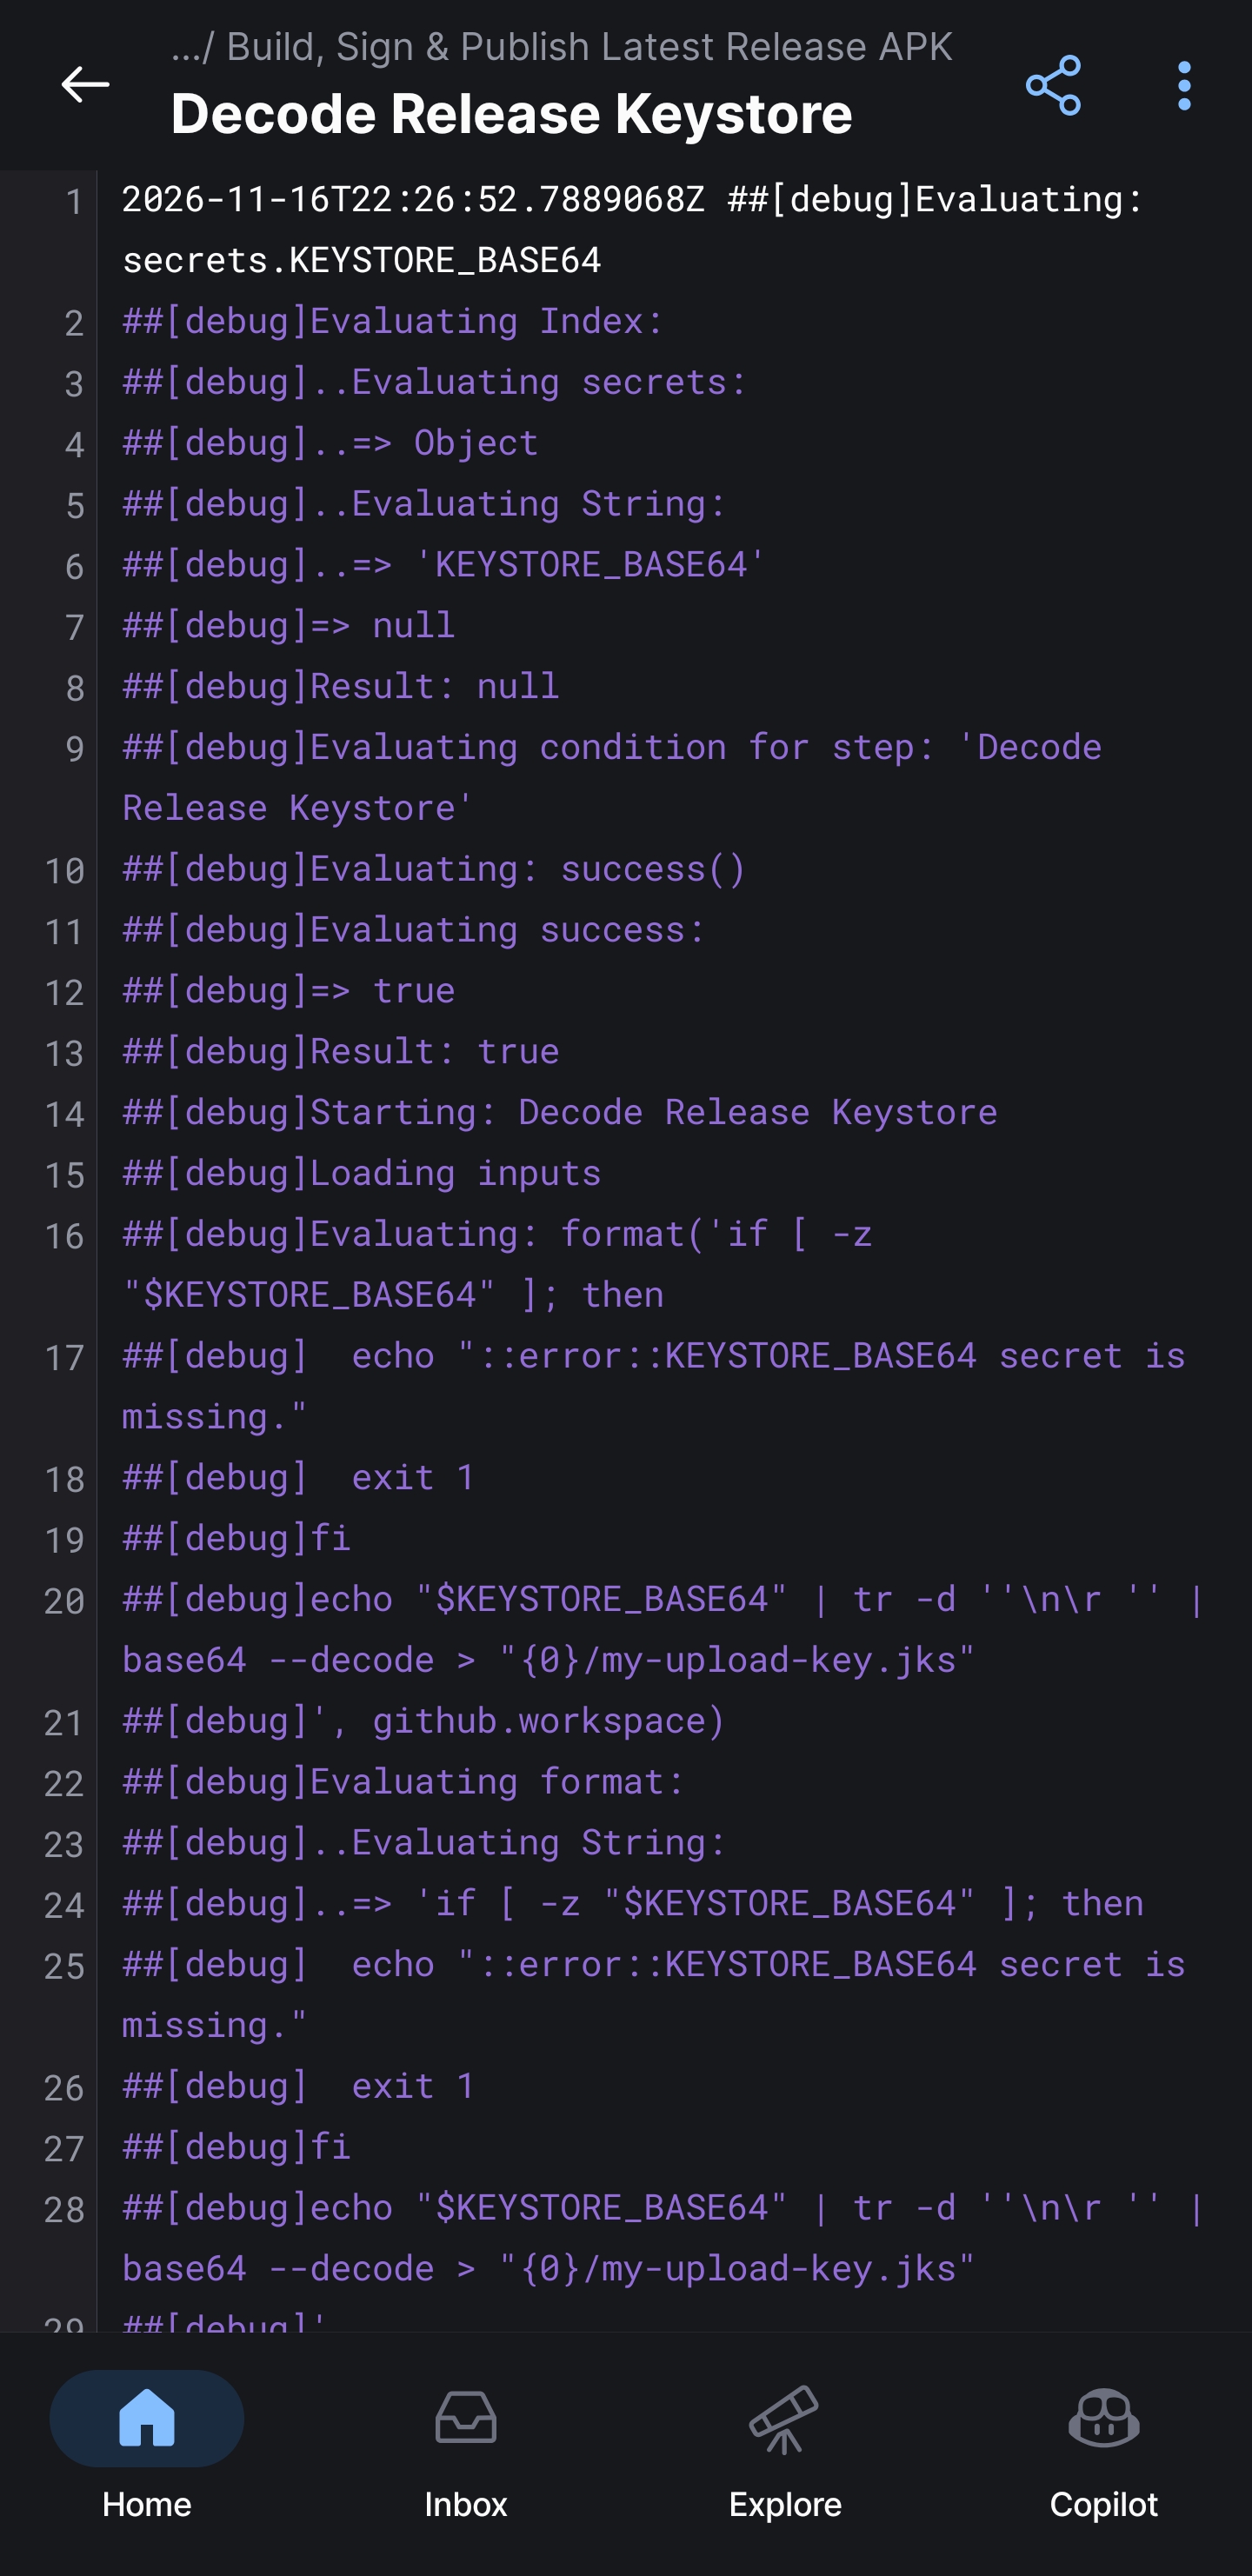 .../ Build, Sign & Publish Latest Release APK
Decode Release Keystore
1 2026-11-16T22:26:52.7889068Z ##[debug]Evaluating:
secrets.KEYSTORE_BASE64
2 ##[debug]Evaluating Index:
3 ##[debug]..Evaluating secrets:
4 ##[debug]..=> Object
5 ##[debug]..Evaluating String:
6 ##[debug]..=> 'KEYSTORE_BASE64'
7 ##[debug]=> null
8 ##[debug]Result: null
9 ##[debug]Evaluating condition for step: 'Decode
Release Keystore'
10 ##[debug]Evaluating: success()
11 ##[debug]Evaluating success:
12 ##[debug]=> true
13 ##[debug]Result: true
14 ##[debug]Starting: Decode Release Keystore
15 ##[debug]Loading inputs
16 ##[debug]Evaluating: format('if [ -z
"$KEYSTORE_BASE64" ]; then
17 ##[debug]  echo "::error::KEYSTORE_BASE64 secret is
missing."
18 ##[debug]  exit 1
19 ##[debug]fi
20 ##[debug]echo "$KEYSTORE_BASE64" | tr -d ''\n\r '' |
base64 --decode > "{0}/my-upload-key.jks"
21 ##[debug]', github.workspace)
22 ##[debug]Evaluating format:
23 ##[debug]..Evaluating String:
24 ##[debug]..=> 'if [ -z "$KEYSTORE_BASE64" ]; then
25 ##[debug]  echo "::error::KEYSTORE_BASE64 secret is
missing."
26 ##[debug]  exit 1
27 ##[debug]fi
28 ##[debug]echo "$KEYSTORE_BASE64" | tr -d ''\n\r '' |
base64 --decode > "{0}/my-upload-key.jks"
29 ##[debug]'
Home
Inbox
Explore
Copilot